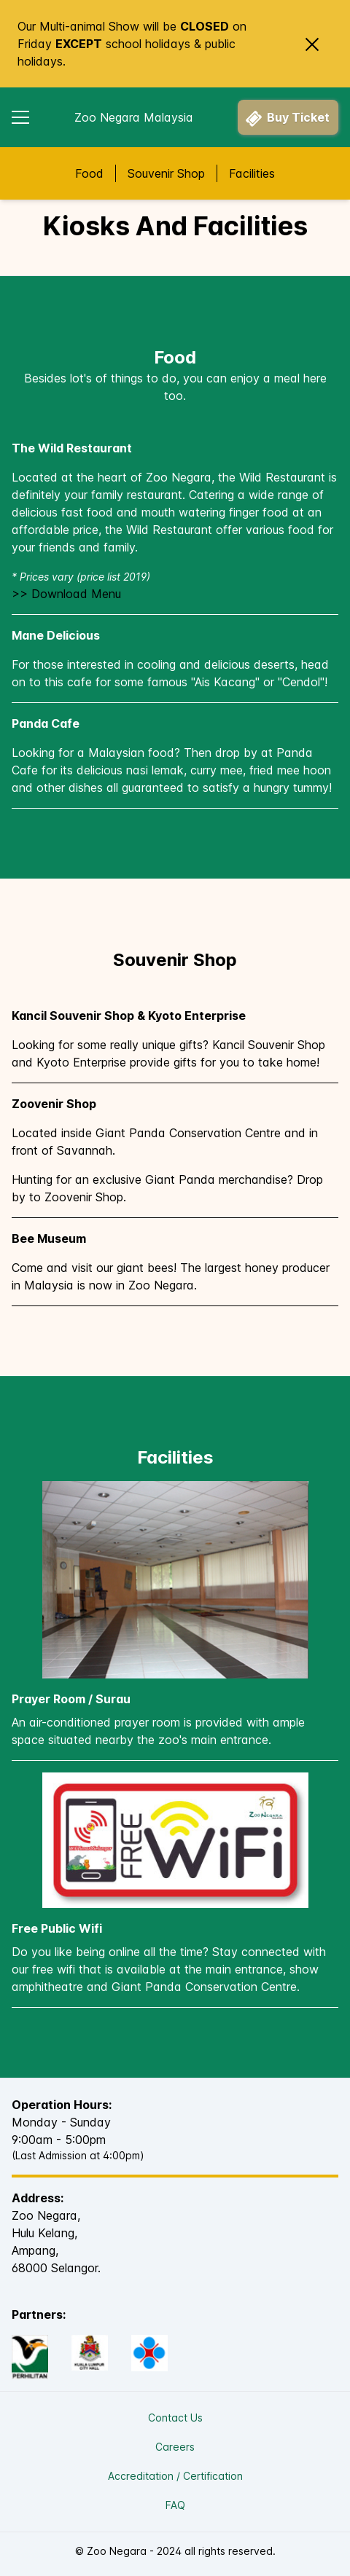 Our Multi-animal Show will be CLOSED on
Friday EXCEPT school holidays & public
holidays.
Zoo Negara Malaysia
Buy Ticket
Food
Souvenir Shop
Facilities
Kiosks And Facilities
Food
Besides lot's of things to do, you can enjoy a meal here
too.
The Wild Restaurant
Located at the heart of Zoo Negara, the Wild Restaurant is
definitely your family restaurant. Catering a wide range of
delicious fast food and mouth watering finger food at an
affordable price, the Wild Restaurant offer various food for
your friends and family.
* Prices vary (price list 2019)
>> Download Menu
Mane Delicious
For those interested in cooling and delicious deserts, head
on to this cafe for some famous "Ais Kacang" or "Cendol"!
Panda Cafe
Looking for a Malaysian food? Then drop by at Panda
Cafe for its delicious nasi lemak, curry mee, fried mee hoon
and other dishes all guaranteed to satisfy a hungry tummy!
Souvenir Shop
Kancil Souvenir Shop & Kyoto Enterprise
Looking for some really unique gifts? Kancil Souvenir Shop
and Kyoto Enterprise provide gifts for you to take home!
Zoovenir Shop
Located inside Giant Panda Conservation Centre and in
front of Savannah.
Hunting for an exclusive Giant Panda merchandise? Drop
by to Zoovenir Shop.
Bee Museum
Come and visit our giant bees! The largest honey producer
in Malaysia is now in Zoo Negara.
Facilities
Prayer Room / Surau
An air-conditioned prayer room is provided with ample
space situated nearby the zoo's main entrance.
FREE
WiFi
ZOO NEGARA
Free Public Wifi
Do you like being online all the time? Stay connected with
our free wifi that is available at the main entrance, show
amphitheatre and Giant Panda Conservation Centre.
Operation Hours:
Monday - Sunday
9:00am - 5:00pm
(Last Admission at 4:00pm)
Address:
Zoo Negara,
Hulu Kelang,
Ampang,
68000 Selangor.
Partners:
PERHILITAN
KUALA LUMPUR
CITY HALL
Contact Us
Careers
Accreditation / Certification
FAQ
© Zoo Negara - 2024 all rights reserved.